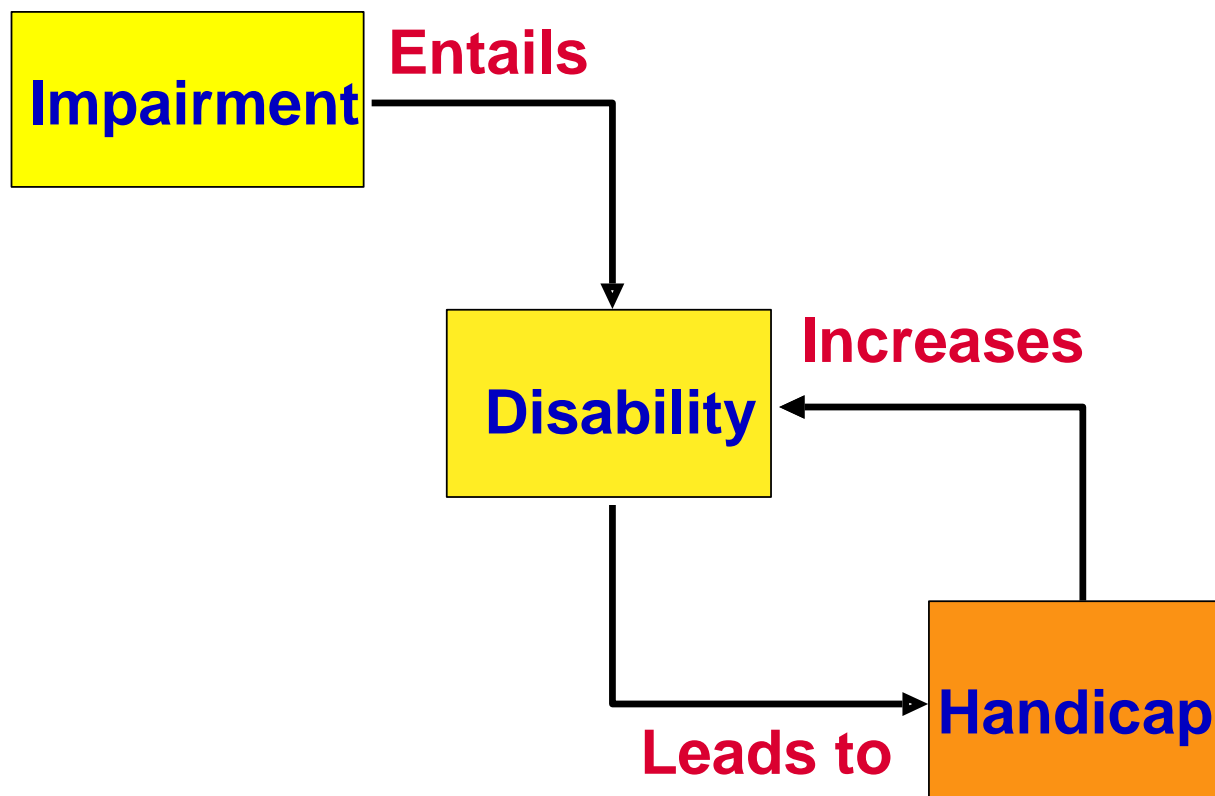 Entails
Impairment
Increases
Disability
Handicap
Leads to